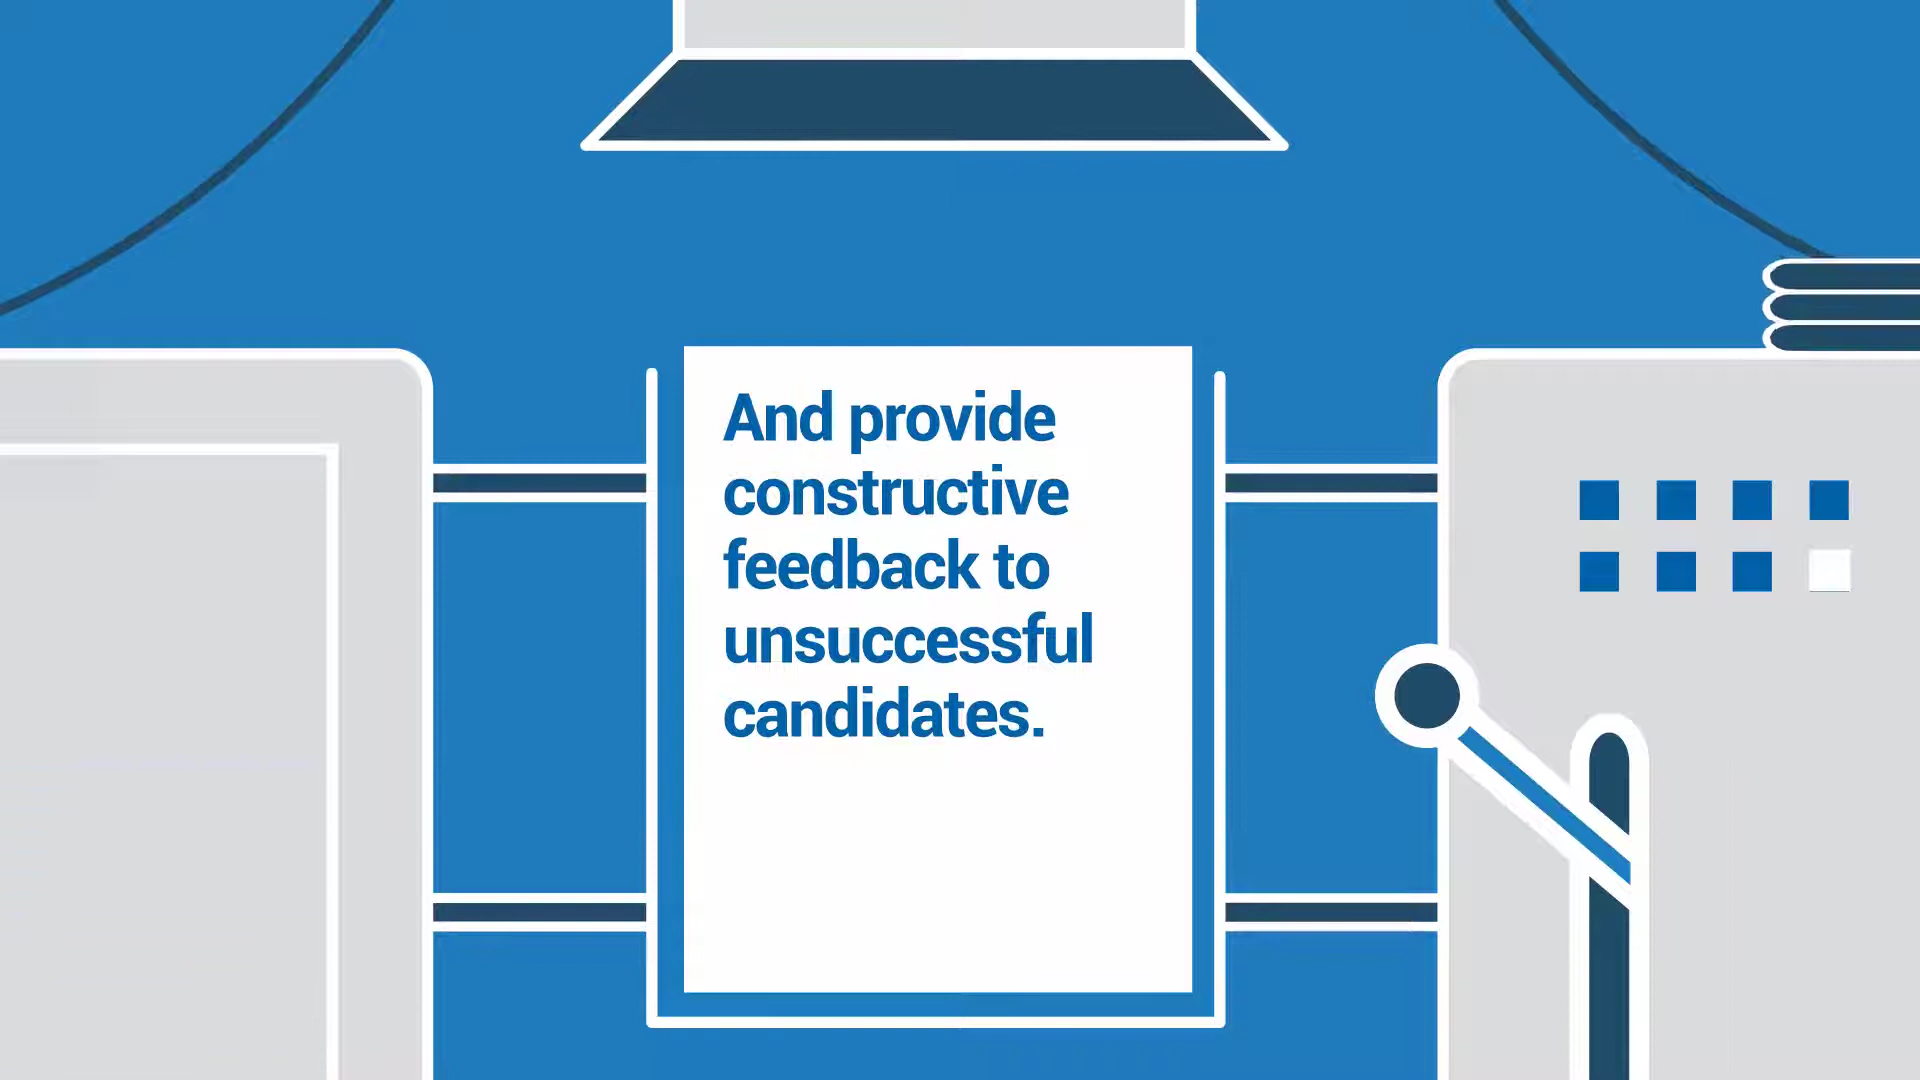 And provide
constructive
feedback to
unsuccessful
candidates.